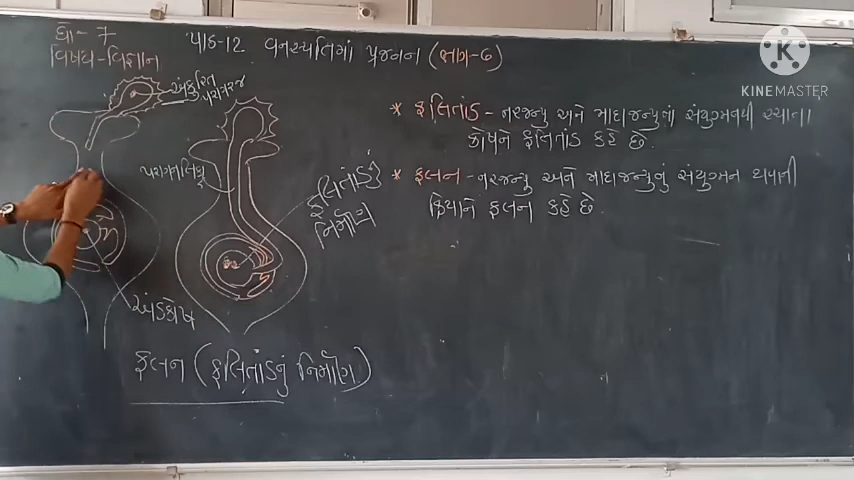 ધો- 7
વિષય-વિજ્ઞાન
પાઠ-12 વનસ્પતિમાં પ્રજનન (ભાગ-6)
અંકુરિત
પરાગરજ
પરાગનલિકા
ફલિતાંડનું
નિર્માણ
અંડકોષ
ફલન (ફલિતાંડનું નિર્માણ)
* ફલિતાંડ - નરજન્યુ અને માદાજન્યુના સંયુગ્મનથી રચાતા
કોષને ફલિતાંડ કહે છે.
* ફલન - નરજન્યુ અને માદાજન્યુનું સંયુગ્મન થવાની
ક્રિયાને ફલન કહે છે.
K
KINEMASTER